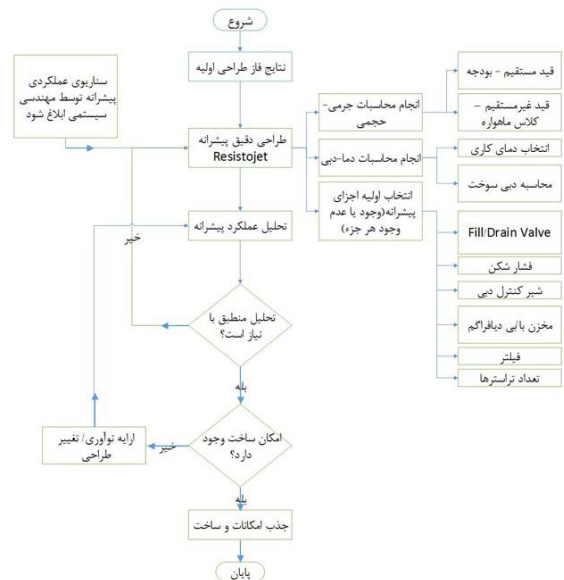 شروع
نتایج فاز طراحی اولیه
سناریوی عملکردی
پیشرانه توسط مهندسی
سیستمی ابلاغ شود
طراحی دقیق پیشرانه
Resistojet
انجام محاسبات جرمی-
حجمی
قید مستقیم - بودجه
قید غیرمستقیم –
کلاس ماهواره
انجام محاسبات دما-دبی
انتخاب دمای کاری
محاسبه دبی سوخت
انتخاب اولیه اجزای
پیشرانه(وجود یا عدم
وجود هر جزء)
Fill/Drain Valve
فشار شکن
شیر کنترل دبی
مخزن با/بی دیافراگم
فیلتر
تعداد تراسترها
تحلیل عملکرد پیشرانه
خیر
تحلیل منطبق با
نیاز است؟
بله
امکان ساخت وجود
دارد؟
خیر
ارایه نوآوری/ تغییر
طراحی
بله
جذب امکانات و ساخت
پایان